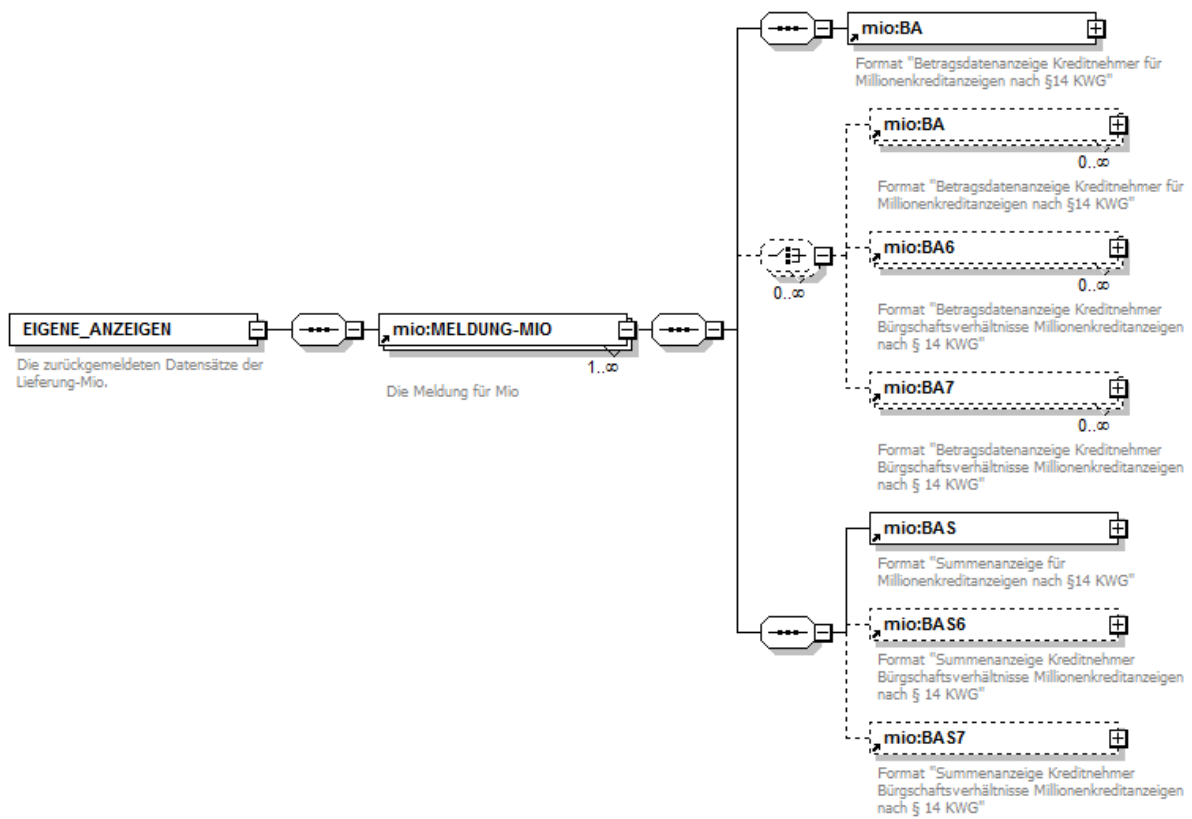 mio:BA
Format "Betragsdatenanzeige Kreditnehmer für
Millionenkreditanzeigen nach §14 KWG"
mio:BA
0..∞
Format "Betragsdatenanzeige Kreditnehmer für
Millionenkreditanzeigen nach §14 KWG"
mio:BA6
0..∞
0..∞
Format "Betragsdatenanzeige Kreditnehmer
Bürgschaftsverhältnisse Millionenkreditanzeigen
nach § 14 KWG"
EIGENE_ANZEIGEN
Die zurückgemeldeten Datensätze der
Lieferung-Mio.
mio:MELDUNG-MIO
1..∞
Die Meldung für Mio
mio:BA7
0..∞
Format "Betragsdatenanzeige Kreditnehmer
Bürgschaftsverhältnisse Millionenkreditanzeigen
nach § 14 KWG"
mio:BAS
Format "Summenanzeige für
Millionenkreditanzeigen nach §14 KWG"
mio:BAS6
Format "Summenanzeige Kreditnehmer
Bürgschaftsverhältnisse Millionenkreditanzeigen
nach § 14 KWG"
mio:BAS7
Format "Summenanzeige Kreditnehmer
Bürgschaftsverhältnisse Millionenkreditanzeigen
nach § 14 KWG"